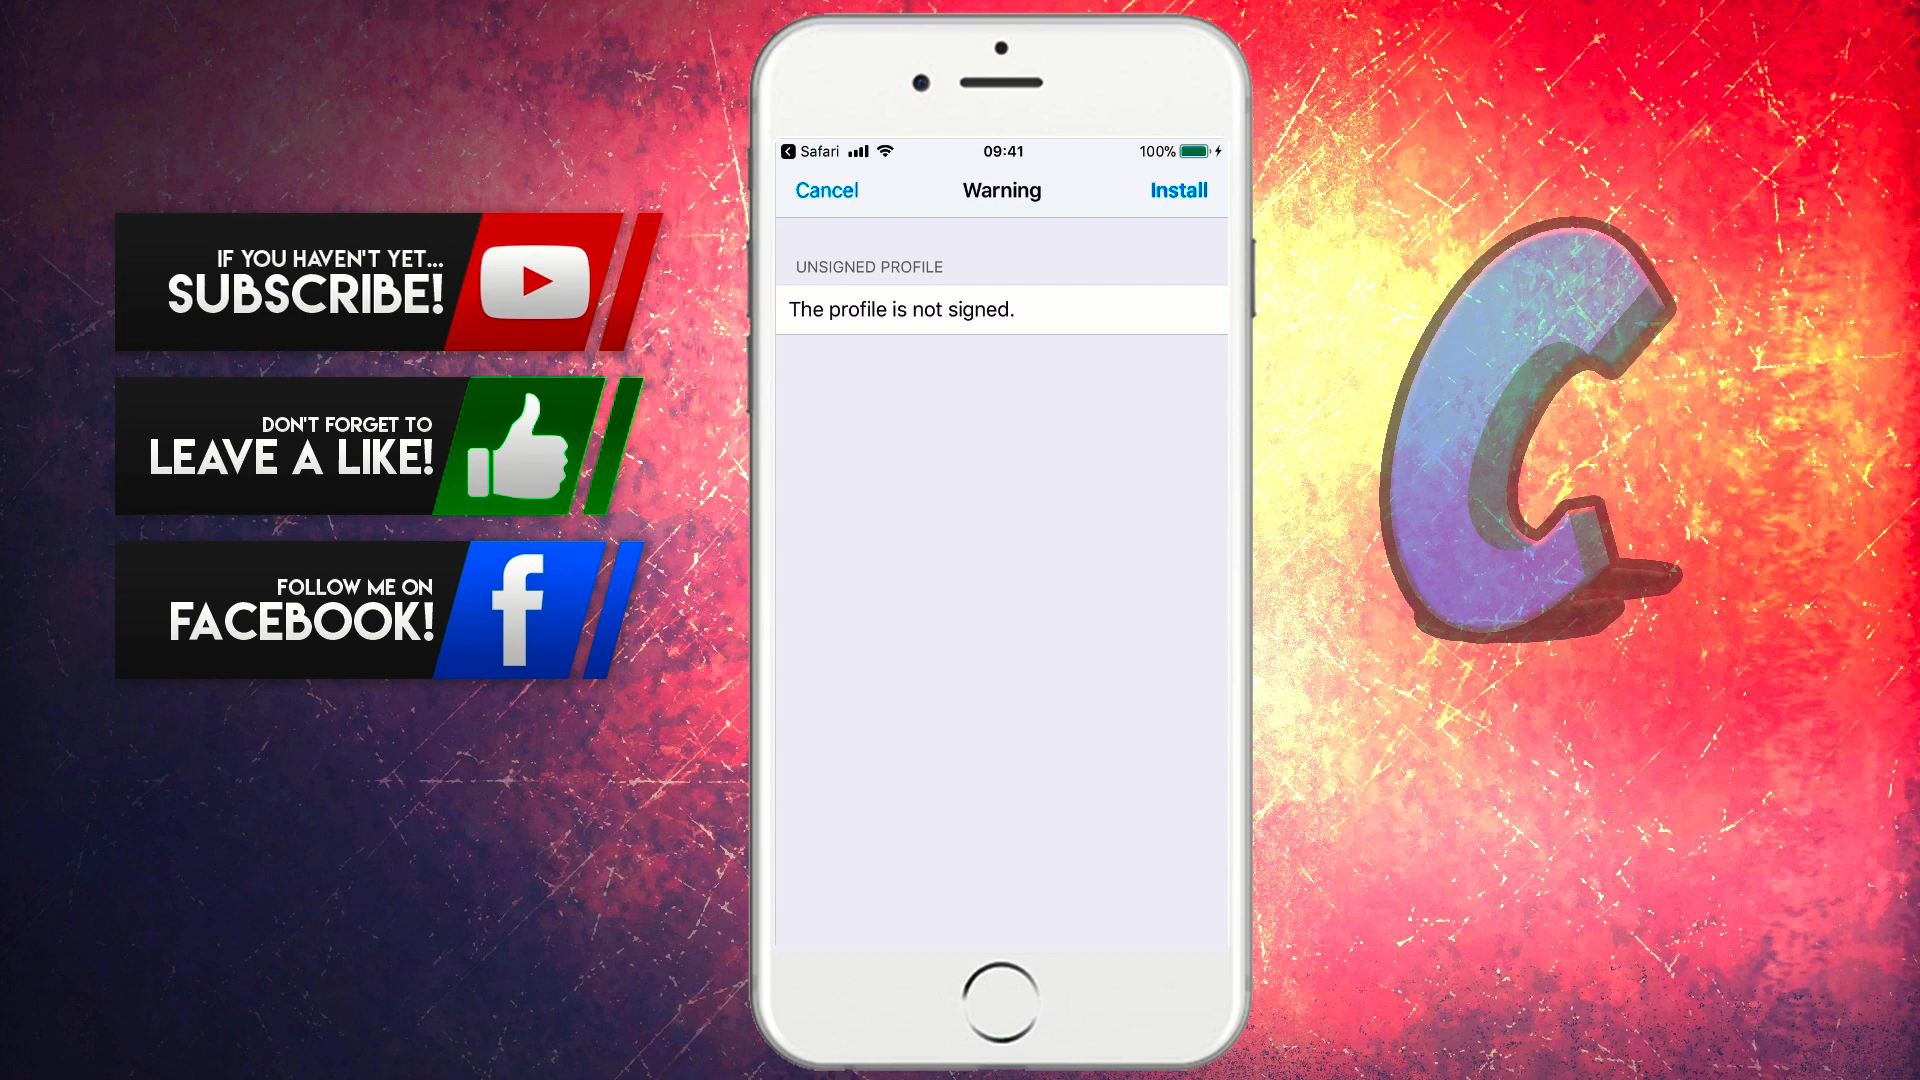 IF YOU HAVEN'T YET...
SUBSCRIBE!
DON'T FORGET TO
LEAVE A LIKE!
FOLLOW ME ON
FACEBOOK!
f
Safari 09:41 100%
Cancel Warning Install
UNSIGNED PROFILE
The profile is not signed.
C